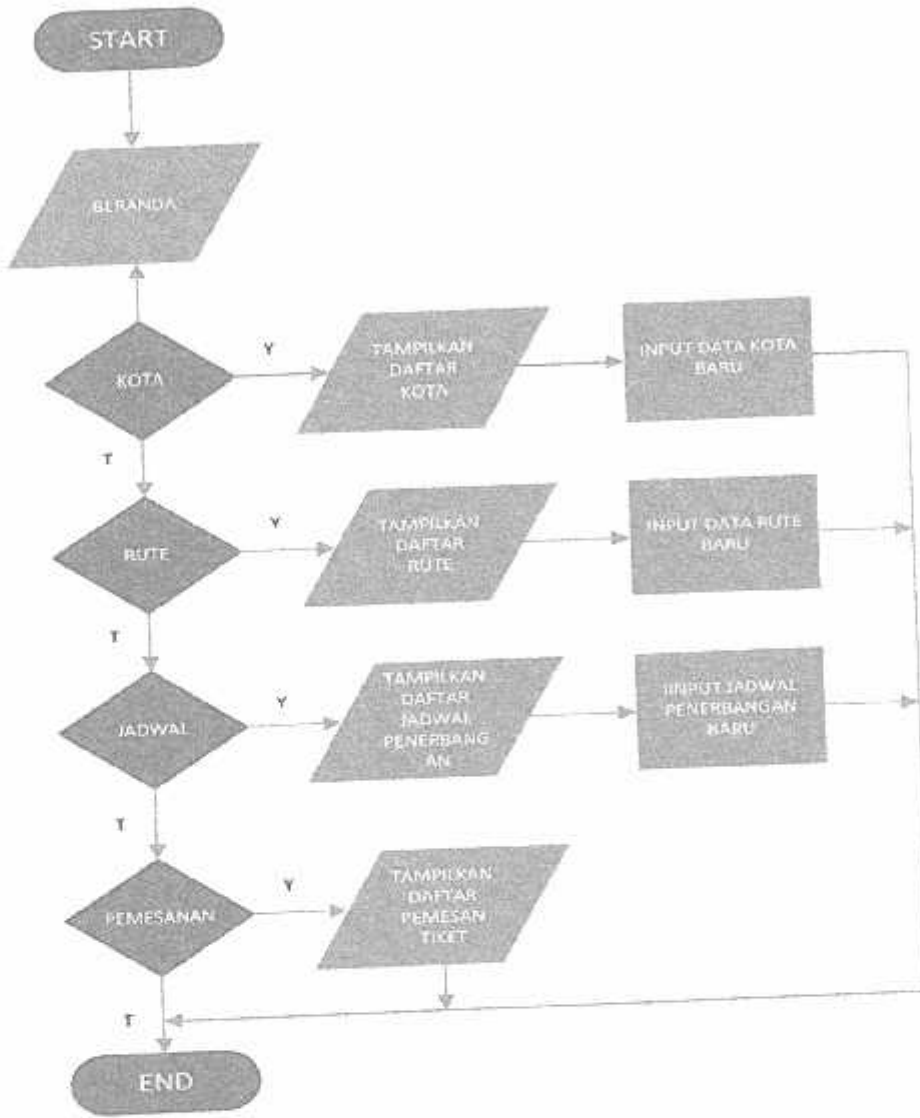 START
BERANDA
KOTA
Y
TAMPILKAN
DAFTAR
KOTA
INPUT DATA KOTA
BARU
T
RUTE
Y
TAMPILKAN
DAFTAR
RUTE
INPUT DATA RUTE
BARU
T
JADWAL
Y
TAMPILKAN
DAFTAR
JADWAL
PENERBANG
AN
IINPUT JADWAL
PENERBANGAN
BARU
T
PEMESANAN
Y
TAMPILKAN
DAFTAR
PEMESAN
TIKET
T
END